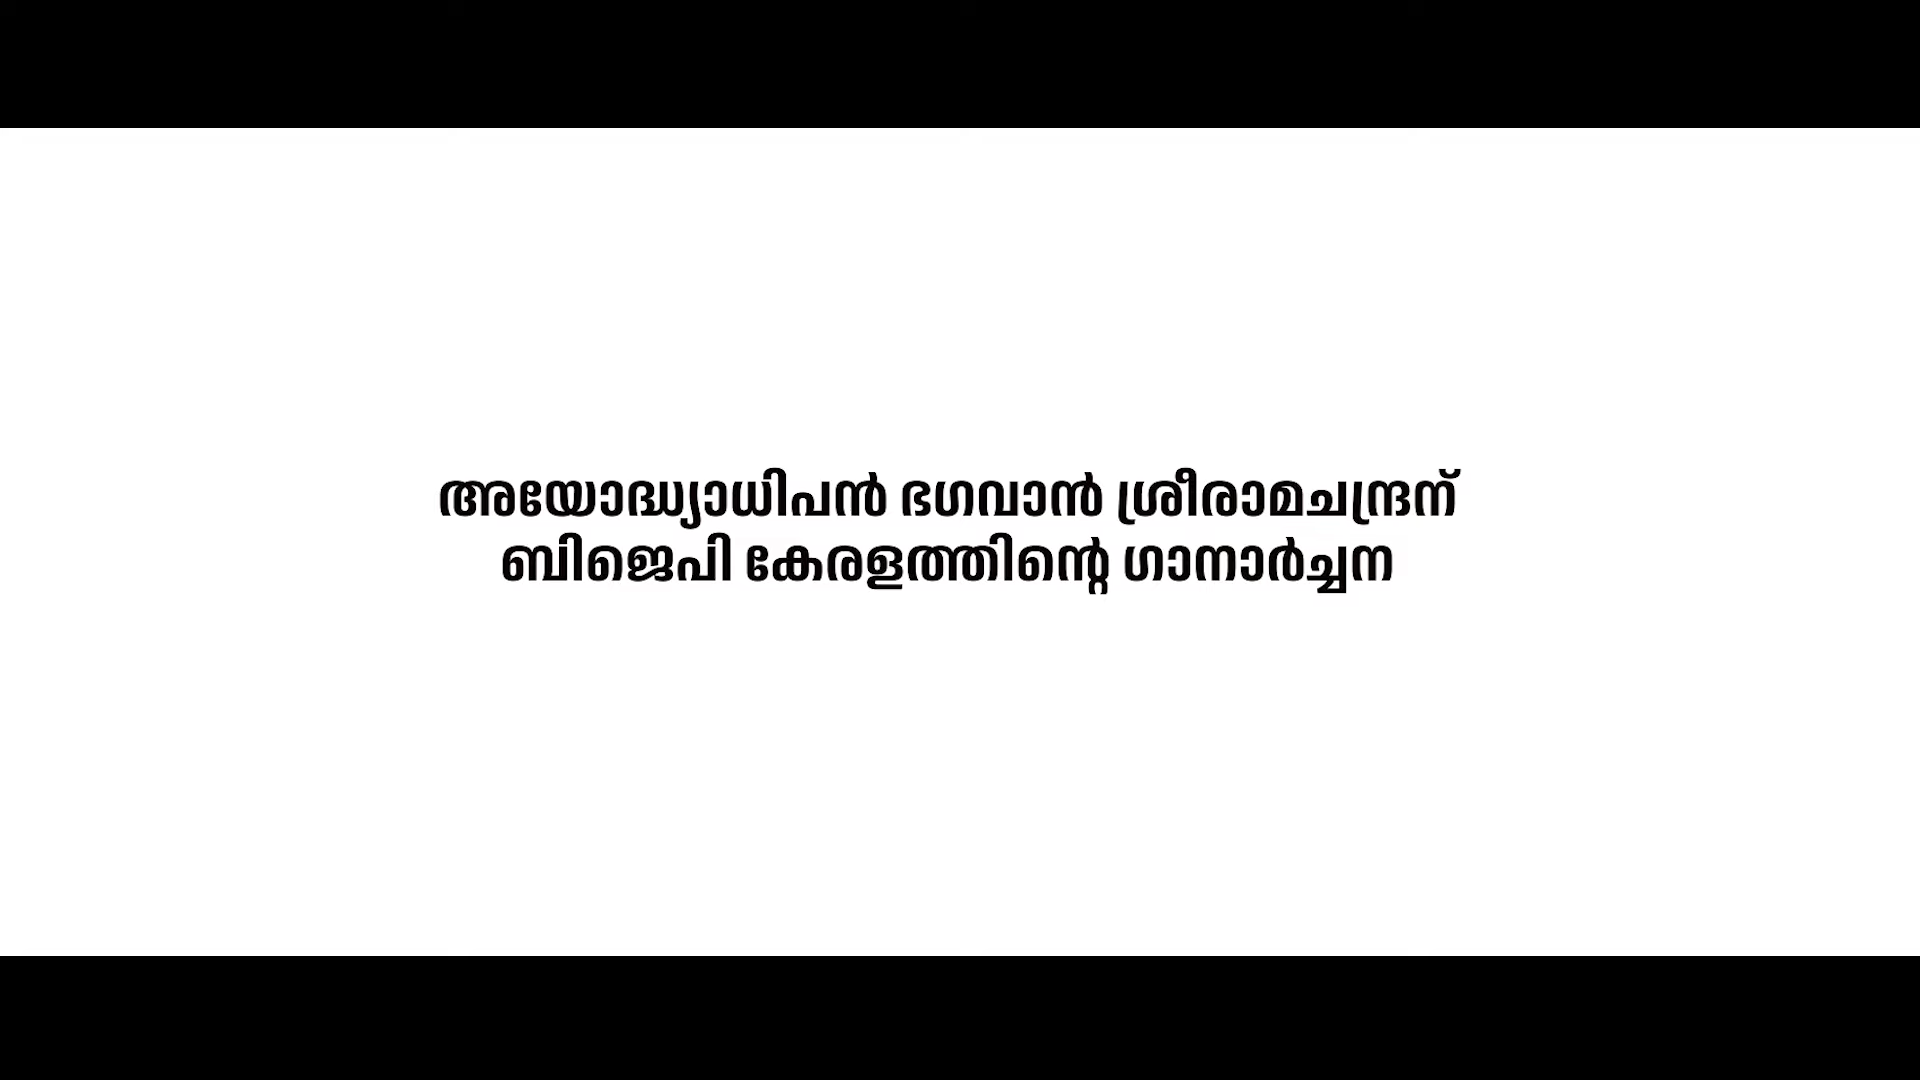 അയോദ്ധ്യാധിപൻ ഭഗവാൻ ശ്രീരാമചന്ദ്രന്
ബിജെപി കേരളത്തിന്റെ ഗാനാർച്ചന